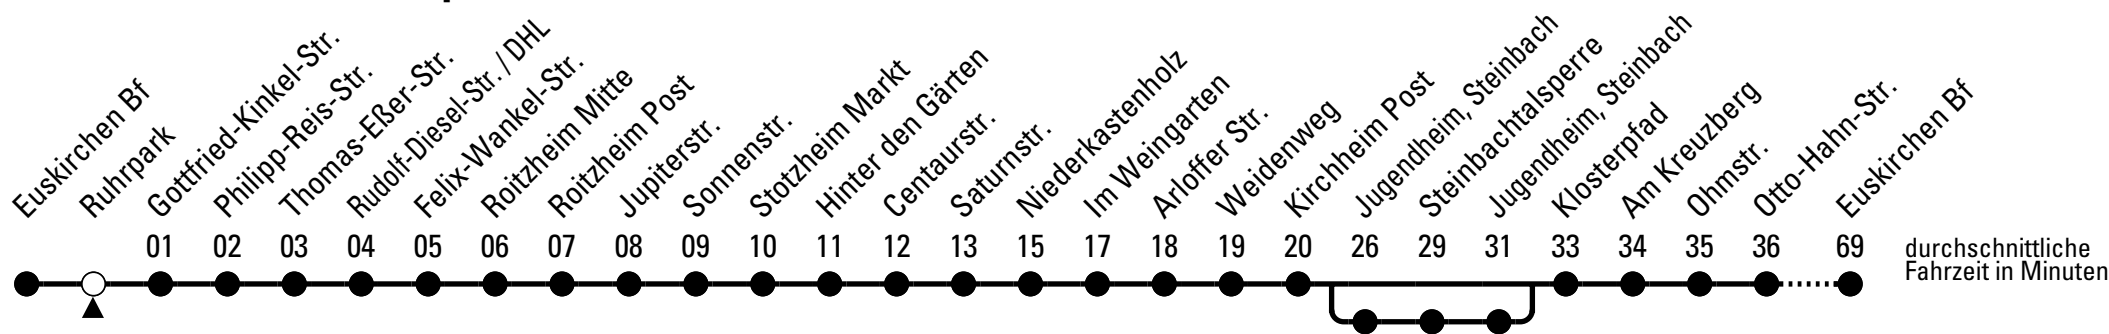 Euskirchen Bf
Ruhrpark
Gottfried-Kinkel-Str.
Philipp-Reis-Str.
Thomas-Eßer-Str.
Rudolf-Diesel-Str. / DHL
Felix-Wankel-Str.
Roitzheim Mitte
Roitzheim Post
Jupiterstr.
Sonnenstr.
Stotzheim Markt
Hinter den Gärten
Centaurstr.
Saturnstr.
Niederkastenholz
Im Weingarten
Arloffer Str.
Weidenweg
Kirchheim Post
Jugendheim, Steinbach
Steinbachtalsperre
Jugendheim, Steinbach
Klosterpfad
Am Kreuzberg
Ohmstr.
Otto-Hahn-Str.
Euskirchen Bf
01 02 03 04 05 06 07 08 09 10 11 12 13 15 17 18 19 20 26 29 31 33 34 35 36 69
durchschnittliche
Fahrzeit in Minuten